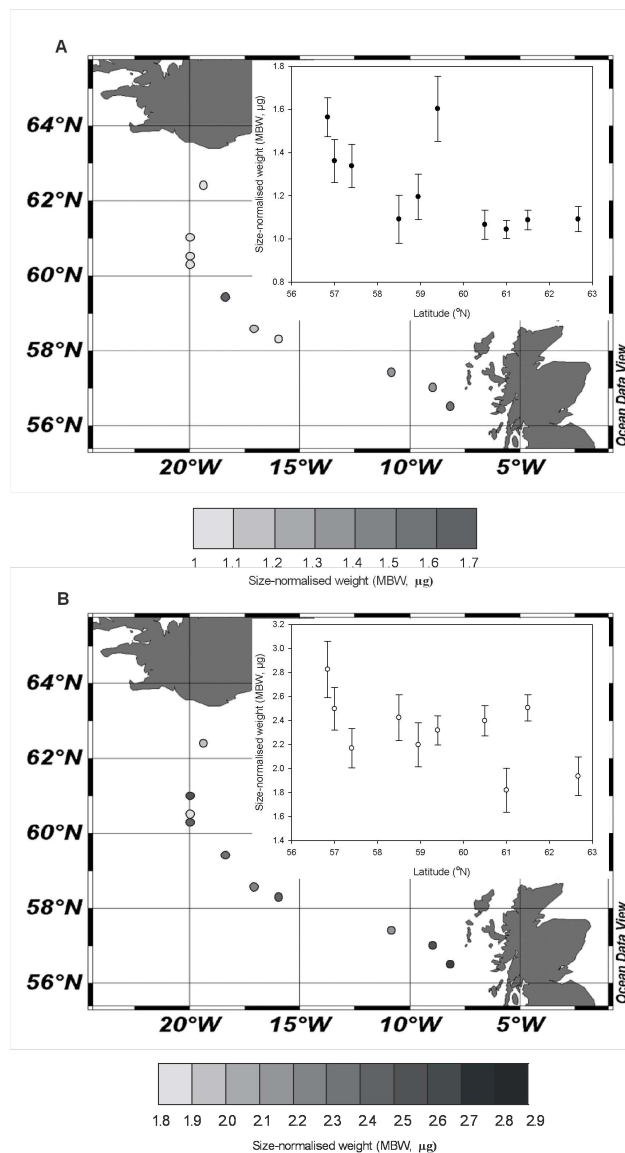 A
64°N
62°N
60°N
58°N
56°N
20°W 15°W 10°W 5°W
Ocean Data View
Size-normalised weight (MBW, µg)
1.6
1.4
1.2
1.0
0.8
56 57 58 59 60 61 62 63
Latitude (°N)
1 1.1 1.2 1.3 1.4 1.5 1.6 1.7
Size-normalised weight (MBW, µg)
B
64°N
62°N
60°N
58°N
56°N
20°W 15°W 10°W 5°W
Ocean Data View
Size-normalised weight (MBW, µg)
3.2
3.0
2.8
2.6
2.4
2.2
2.0
1.8
1.6
1.4
56 57 58 59 60 61 62 63
Latitude (°N)
1.8 1.9 2.0 2.1 2.2 2.3 2.4 2.5 2.6 2.7 2.8 2.9
Size-normalised weight (MBW, µg)